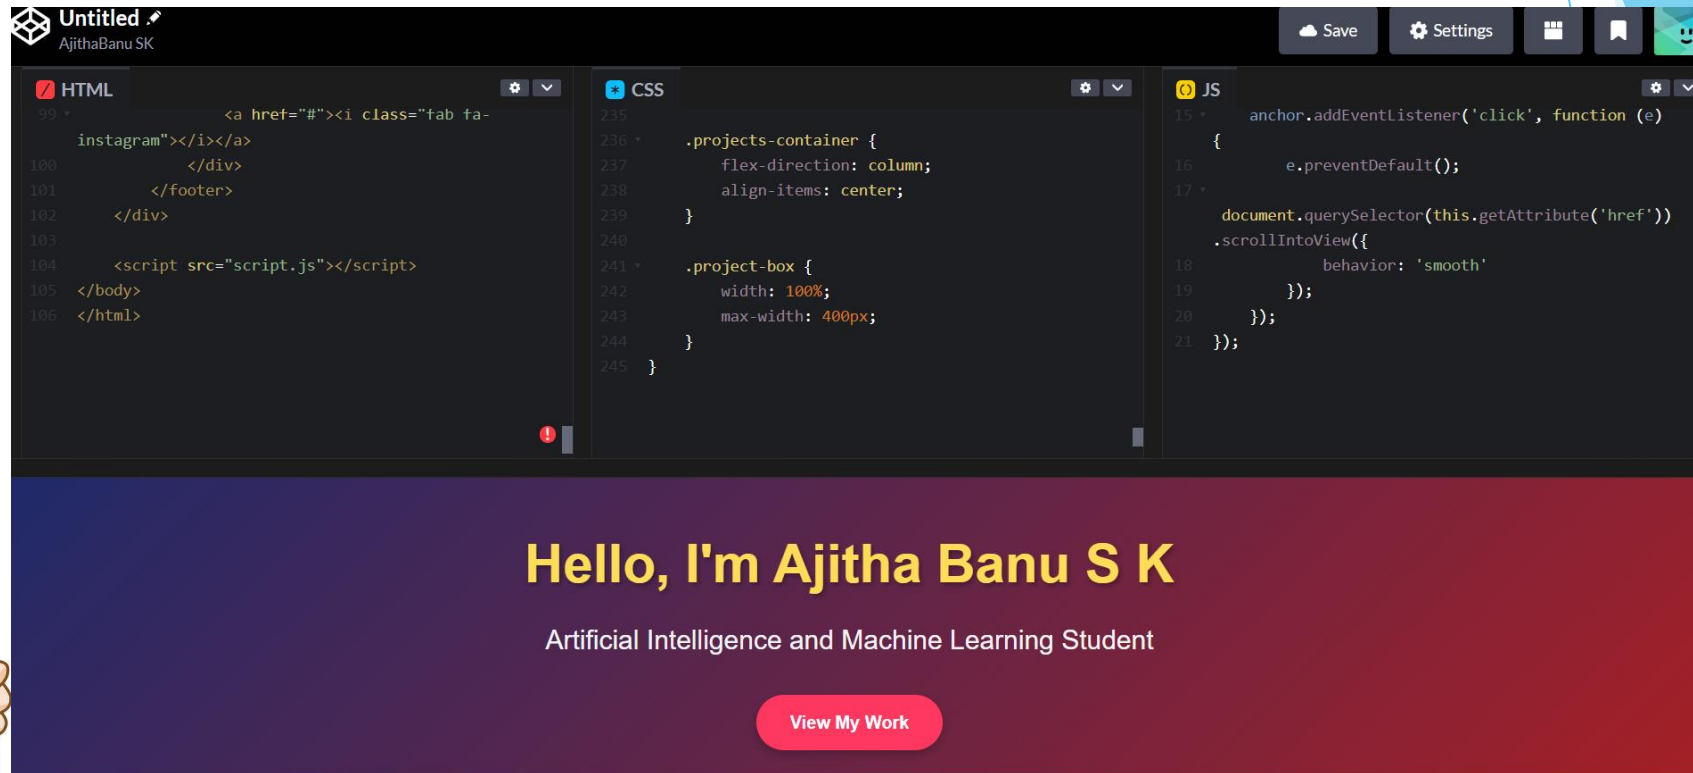 Untitled
AjithaBanu SK
Save
Settings
HTML
99 <a href="#"><i class="fab fa-
instagram"></i></a>
100 </div>
101 </footer>
102 </div>
103
104 <script src="script.js"></script>
105 </body>
106 </html>
CSS
235
236 .projects-container {
237 flex-direction: column;
238 align-items: center;
239 }
240
241 .project-box {
242 width: 100%;
243 max-width: 400px;
244 }
245 }
JS
15 anchor.addEventListener('click', function (e)
{
16 e.preventDefault();
17
document.querySelector(this.getAttribute('href'))
.scrollIntoView({
18 behavior: 'smooth'
19 });
20 });
21 });
Hello, I'm Ajitha Banu S K
Artificial Intelligence and Machine Learning Student
View My Work